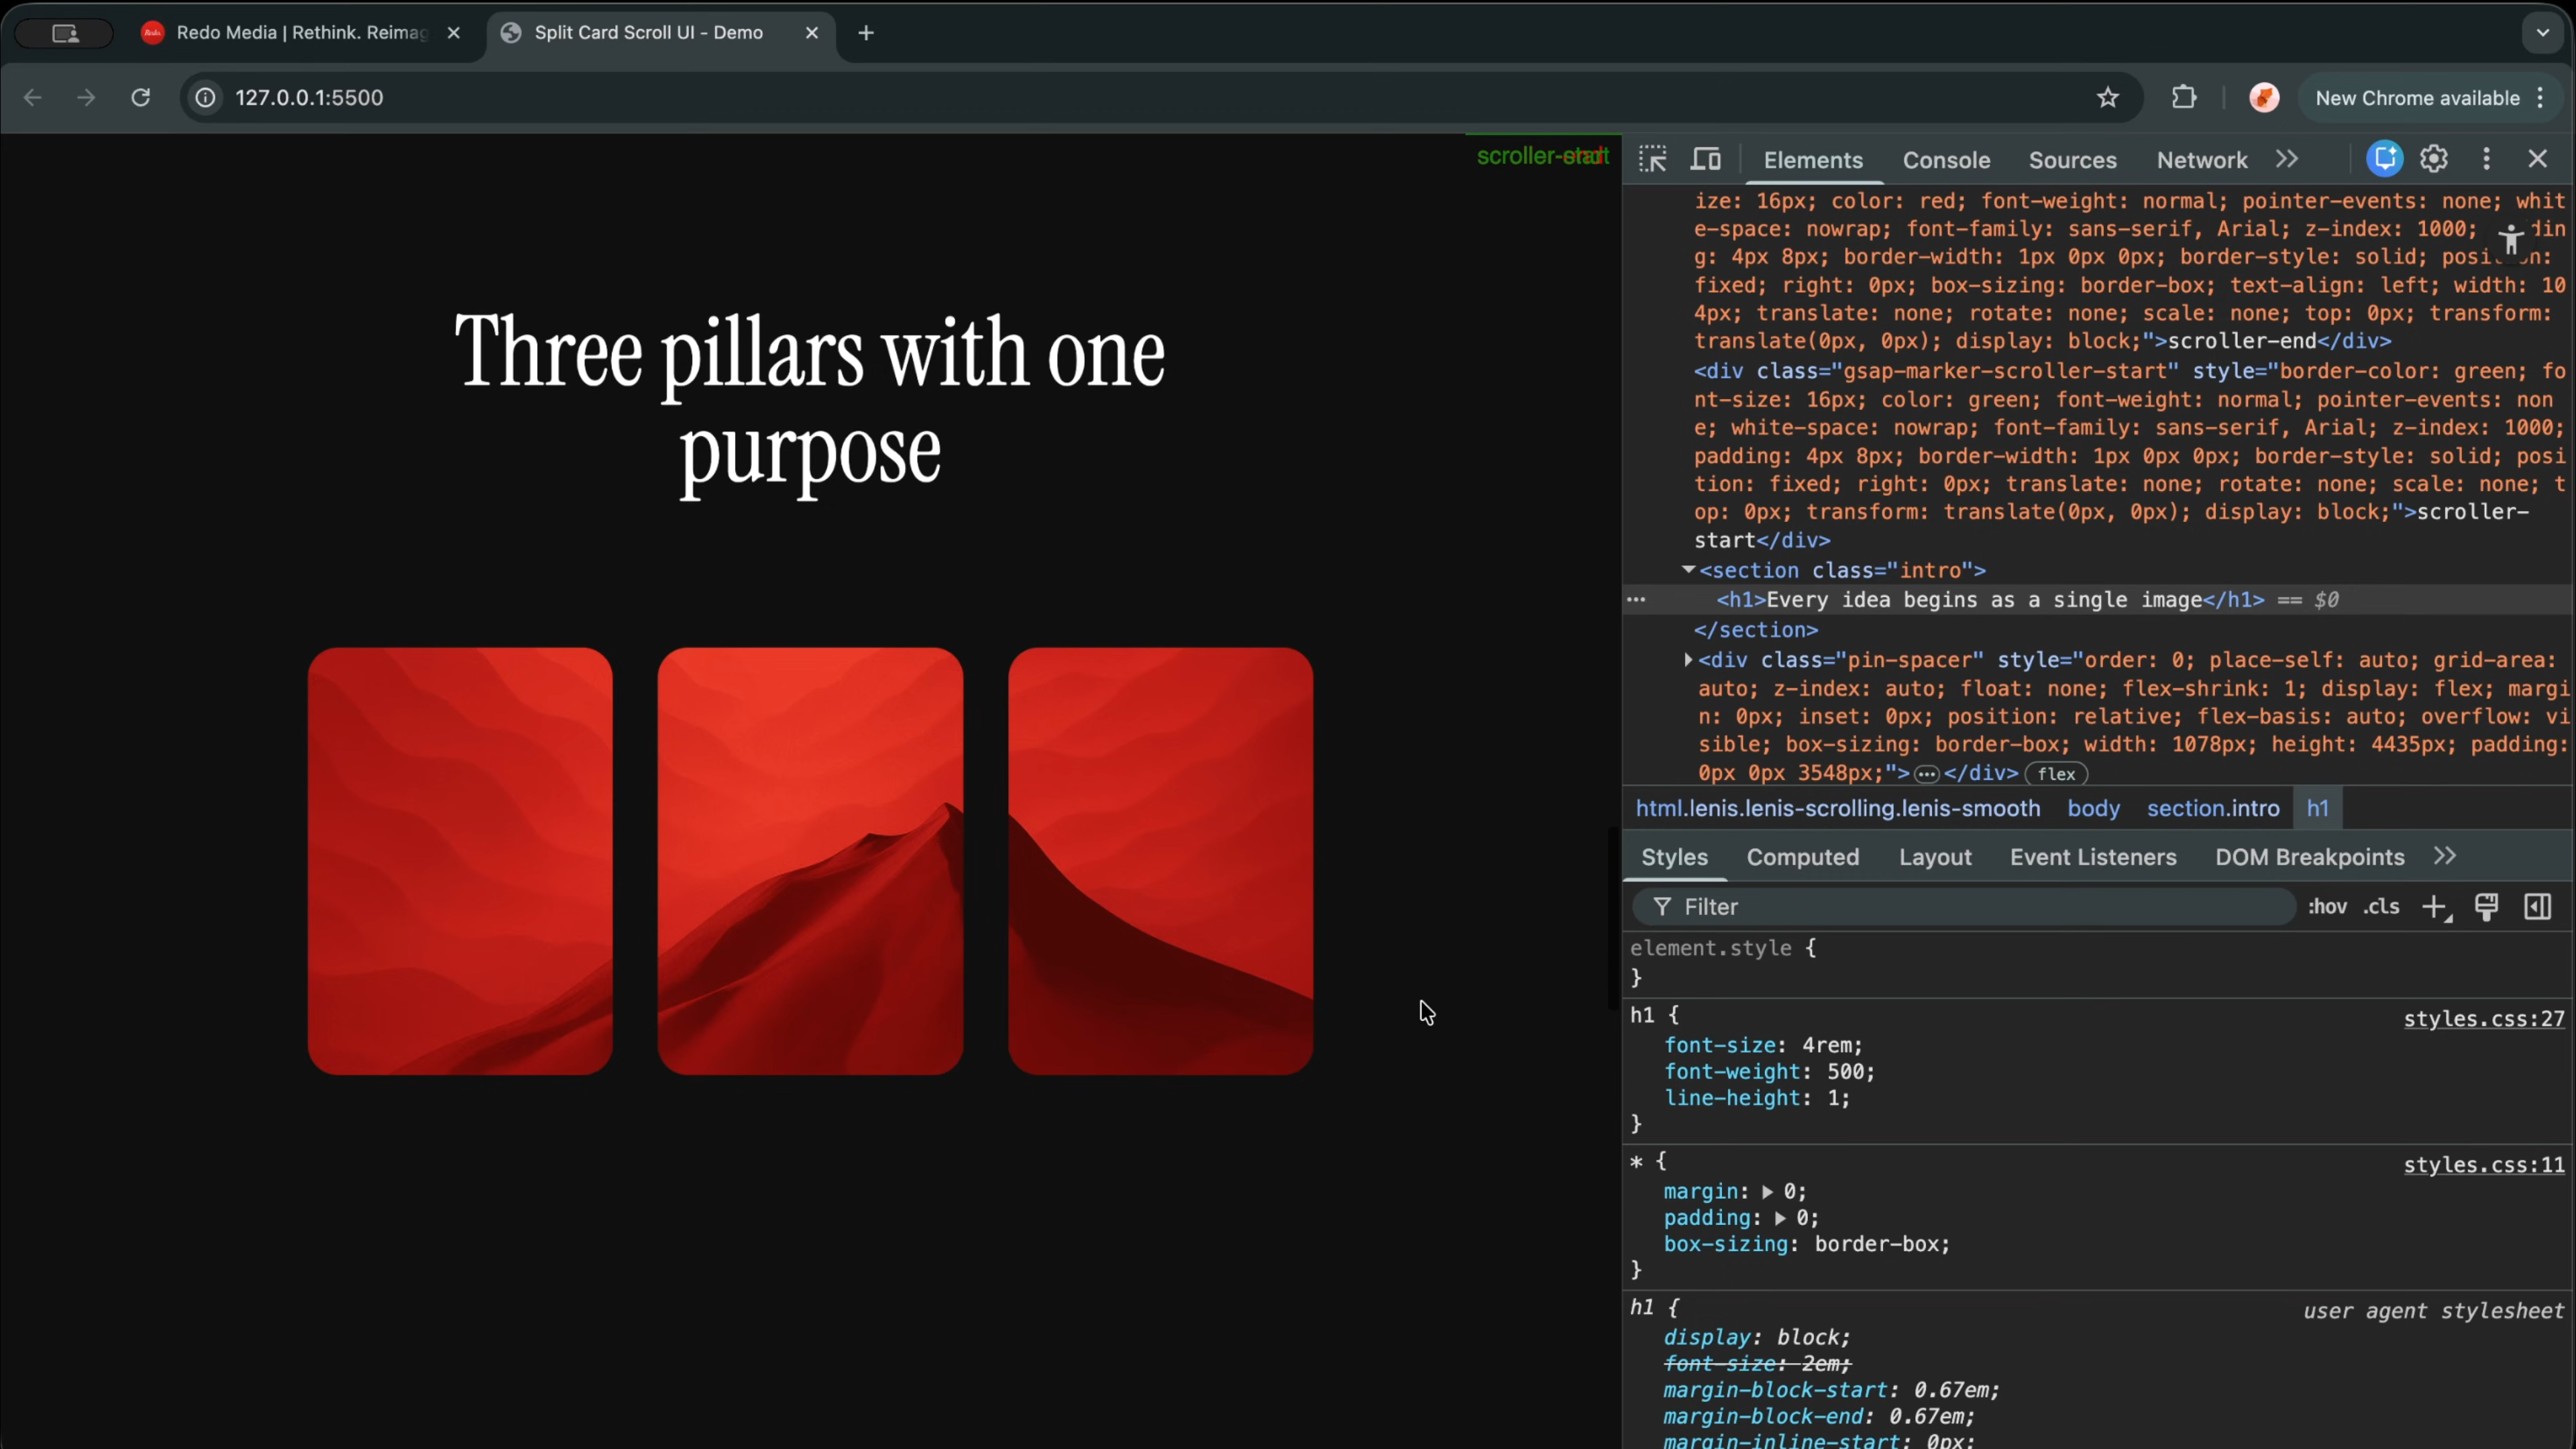 Redo Media | Rethink. Reimag
Split Card Scroll UI - Demo
127.0.0.1:5500
New Chrome available
scroller-start
Three pillars with one
purpose
Elements
Console
Sources
Network
ize: 16px; color: red; font-weight: normal; pointer-events: none; whit
e-space: nowrap; font-family: sans-serif, Arial; z-index: 1000;
g: 4px 8px; border-width: 1px 0px 0px; border-style: solid;
fixed; right: 0px; box-sizing: border-box; text-align: left; width: 10
4px; translate: none; rotate: none; scale: none; top: 0px; transform:
translate(0px, 0px); display: block;">scroller-end</div>
<div class="gsap-marker-scroller-start" style="border-color: green; fo
nt-size: 16px; color: green; font-weight: normal; pointer-events: non
e; white-space: nowrap; font-family: sans-serif, Arial; z-index: 1000;
padding: 4px 8px; border-width: 1px 0px 0px; border-style: solid; posi
tion: fixed; right: 0px; translate: none; rotate: none; scale: none; t
op: 0px; transform: translate(0px, 0px); display: block;">scroller-
start</div>
<section class="intro">
<h1>Every idea begins as a single image</h1> == $0
</section>
<div class="pin-spacer" style="order: 0; place-self: auto; grid-area:
auto; z-index: auto; float: none; flex-shrink: 1; display: flex; margi
n: 0px; inset: 0px; position: relative; flex-basis: auto; overflow: vi
sible; box-sizing: border-box; width: 1078px; height: 4435px; padding:
0px 0px 3548px;">…</div> flex
html.lenis.lenis-scrolling.lenis-smooth body section.intro h1
Styles Computed Layout Event Listeners DOM Breakpoints
Filter :hov .cls
element.style {
}
h1 { styles.css:27
font-size: 4rem;
font-weight: 500;
line-height: 1;
}
* { styles.css:11
margin: 0;
padding: 0;
box-sizing: border-box;
}
h1 { user agent stylesheet
display: block;
font-size: 2em;
margin-block-start: 0.67em;
margin-block-end: 0.67em;
margin-inline-start: 0px;